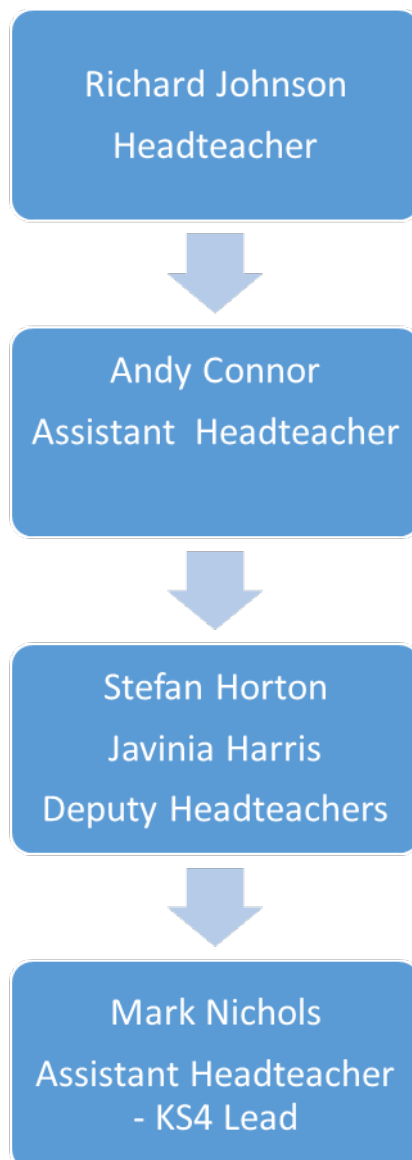 Richard Johnson
Headteacher
Andy Connor
Assistant  Headteacher
Stefan Horton
Javinia Harris
Deputy Headteachers
Mark Nichols
Assistant Headteacher
- KS4 Lead